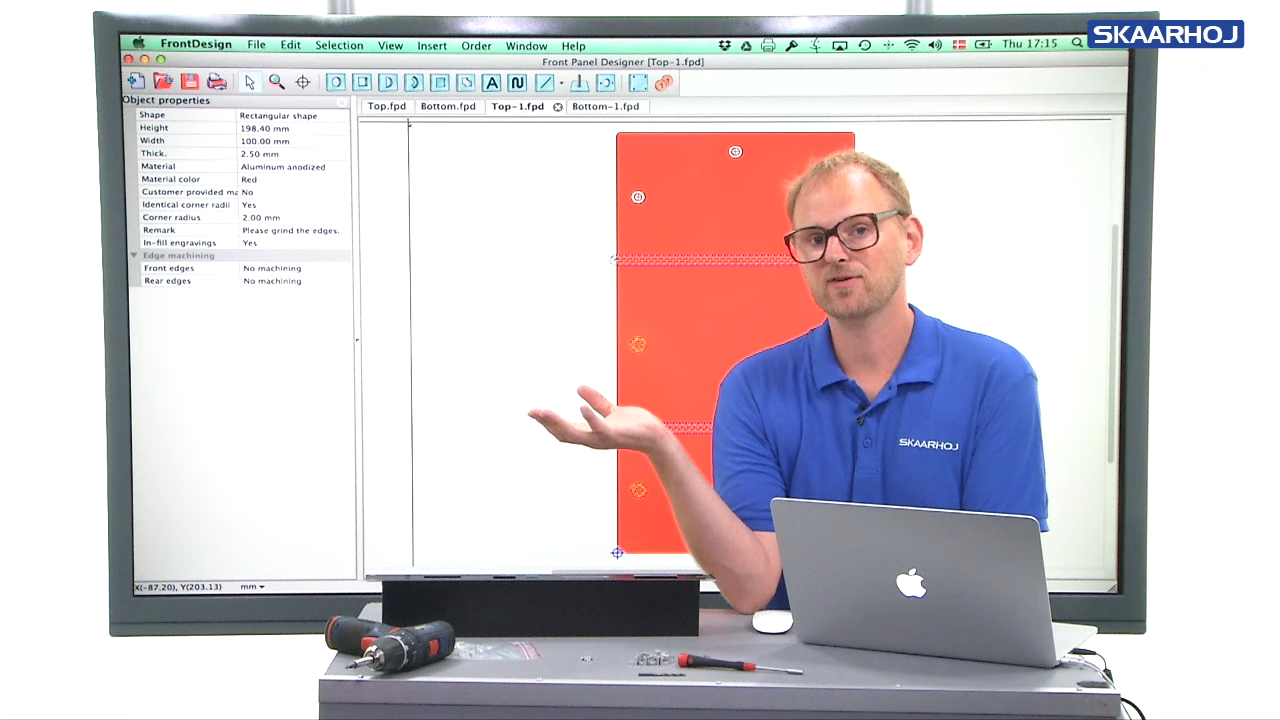 SKAARHOJ
FrontDesign File Edit Selection View Insert Order Window Help Thu 17:15
Front Panel Designer [Top-1.fpd]
Object properties
Top.fpd Bottom.fpd Top-1.fpd Bottom-1.fpd
Shape Rectangular shape
Height 198.40 mm
Width 100.00 mm
Thick. 2.50 mm
Material Aluminum anodized
Material color Red
Customer provided ma No
Identical corner radii Yes
Corner radius 2.00 mm
Remark Please grind the edges.
In-fill engravings Yes
Edge machining
Front edges No machining
Rear edges No machining
SKAARHOJ
X(-87.20), Y(203.13) mm